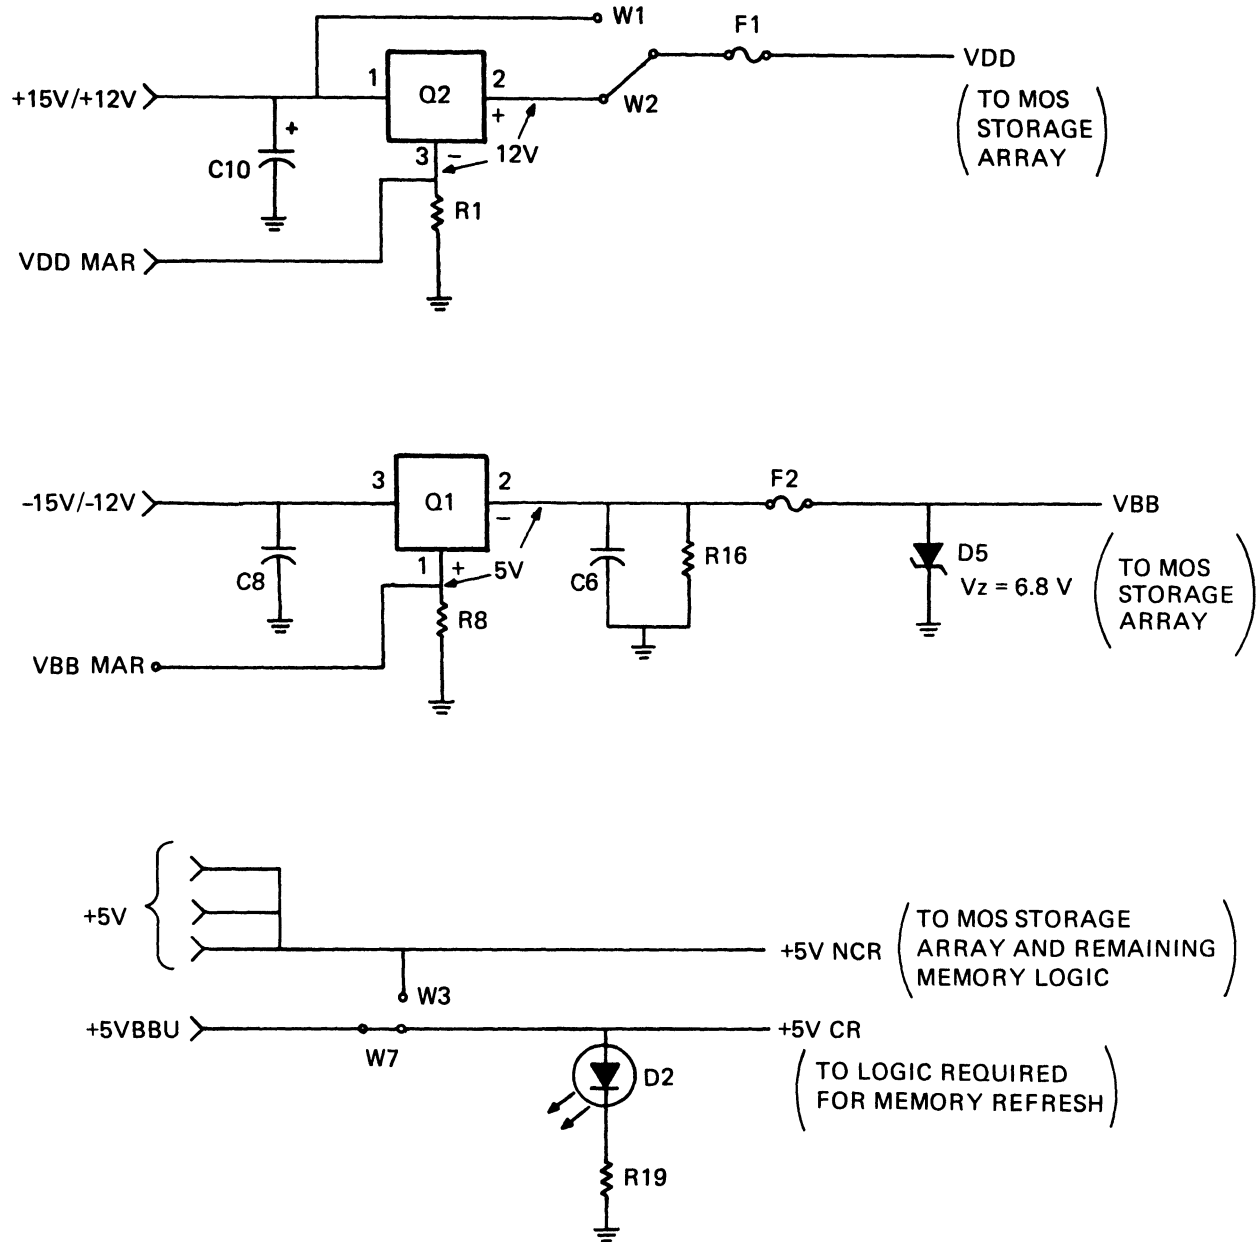 W1
F1
+15V/+12V
1
Q2
2
+
W2
VDD
(TO MOS
STORAGE
ARRAY)
+
C10
3
−
12V
R1
VDD MAR
-15V/-12V
3
Q1
2
−
F2
VBB
C8
1
+
5V
C6
R16
D5
Vz = 6.8 V
(TO MOS
STORAGE
ARRAY)
R8
VBB MAR
+5V
+5V NCR
(TO MOS STORAGE
ARRAY AND REMAINING
MEMORY LOGIC)
W3
+5VBBU
W7
+5V CR
D2
(TO LOGIC REQUIRED
FOR MEMORY REFRESH)
R19